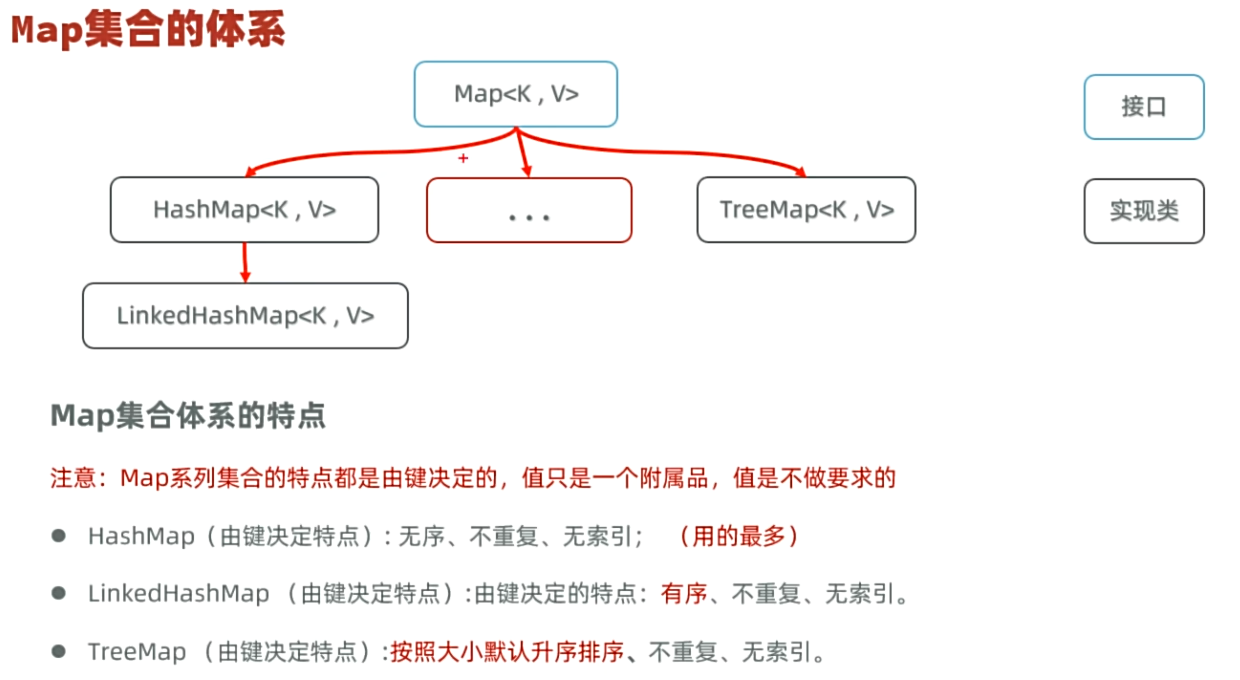 Map集合的体系
Map<K , V>
接口
HashMap<K , V>
...
TreeMap<K , V>
实现类
LinkedHashMap<K , V>
Map集合体系的特点
注意：Map系列集合的特点都是由键决定的，值只是一个附属品，值是不做要求的
● HashMap（由键决定特点）: 无序、不重复、无索引； （用的最多）
● LinkedHashMap （由键决定特点）:由键决定的特点：有序、不重复、无索引。
● TreeMap （由键决定特点）:按照大小默认升序排序、不重复、无索引。